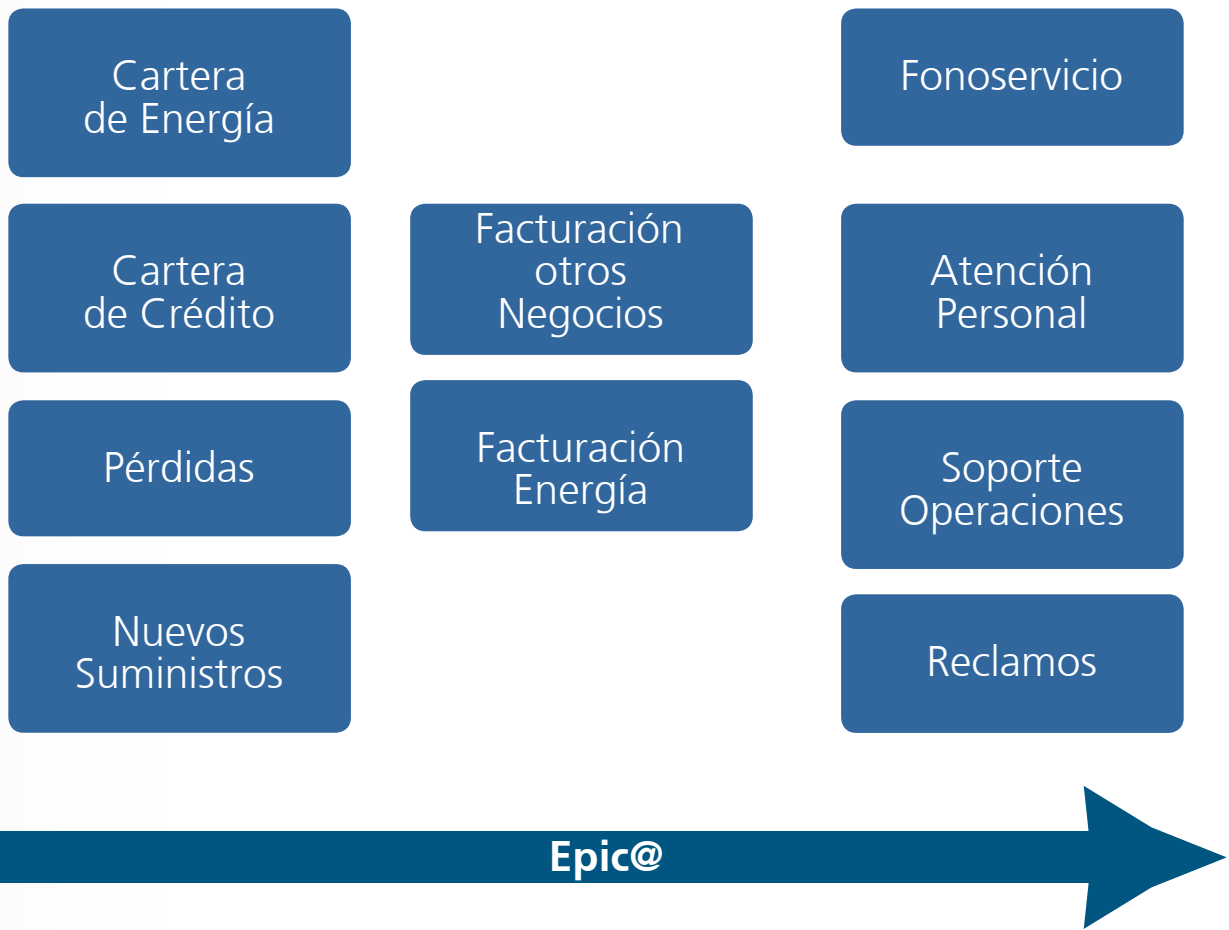 Cartera
de Energía
Cartera
de Crédito
Pérdidas
Nuevos
Suministros
Facturación
otros
Negocios
Facturación
Energía
Fonoservicio
Atención
Personal
Soporte
Operaciones
Reclamos
Epic@